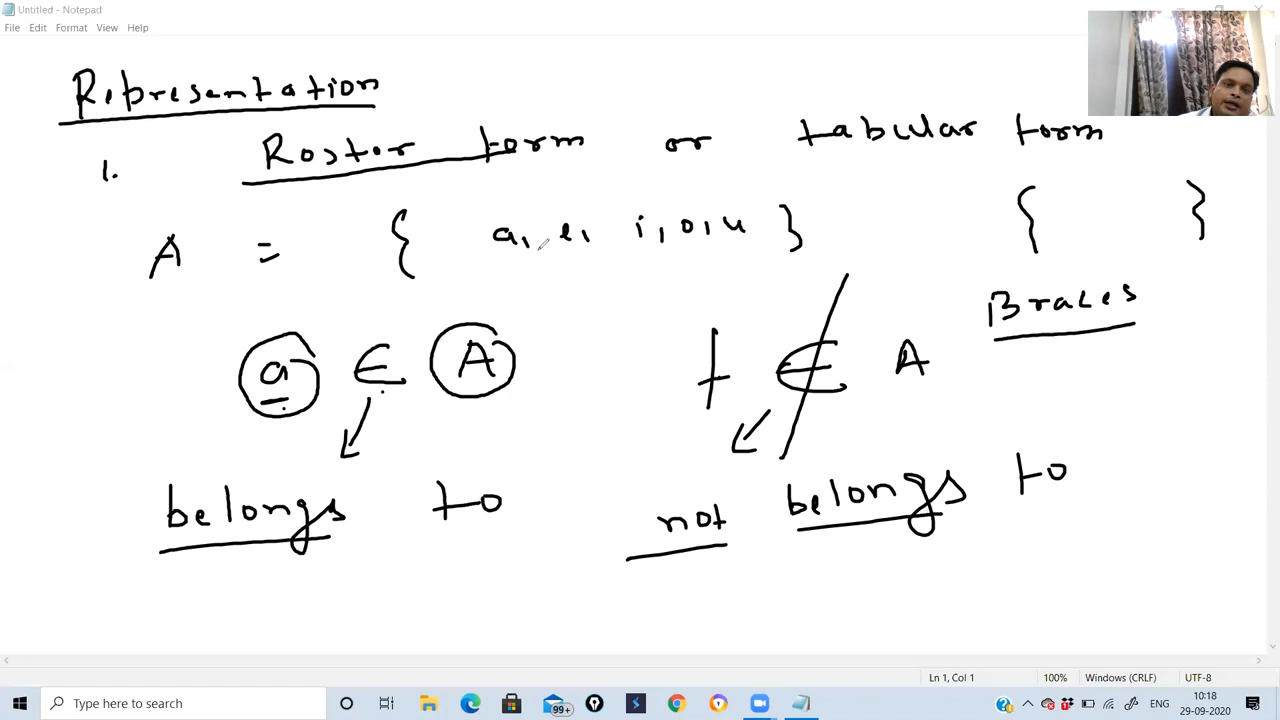 Untitled - Notepad
File Edit Format View Help
Representation
1. Rostor form or tabular form
A = { a, e, i, o, u } { }
Braces
a ∈ A f ∉ A
belongs to not belongs to
Ln 1, Col 1 100% Windows (CRLF) UTF-8
Type here to search
99+
ENG
10:18
29-09-2020